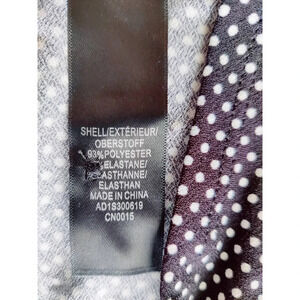 SHELL/EXTÉRIEUR/
OBERSTOFF
93%POLYESTER
ELASTANE/
ELASTHANNE/
ELASTHAN
MADE IN CHINA
AD1S300619
CN0015